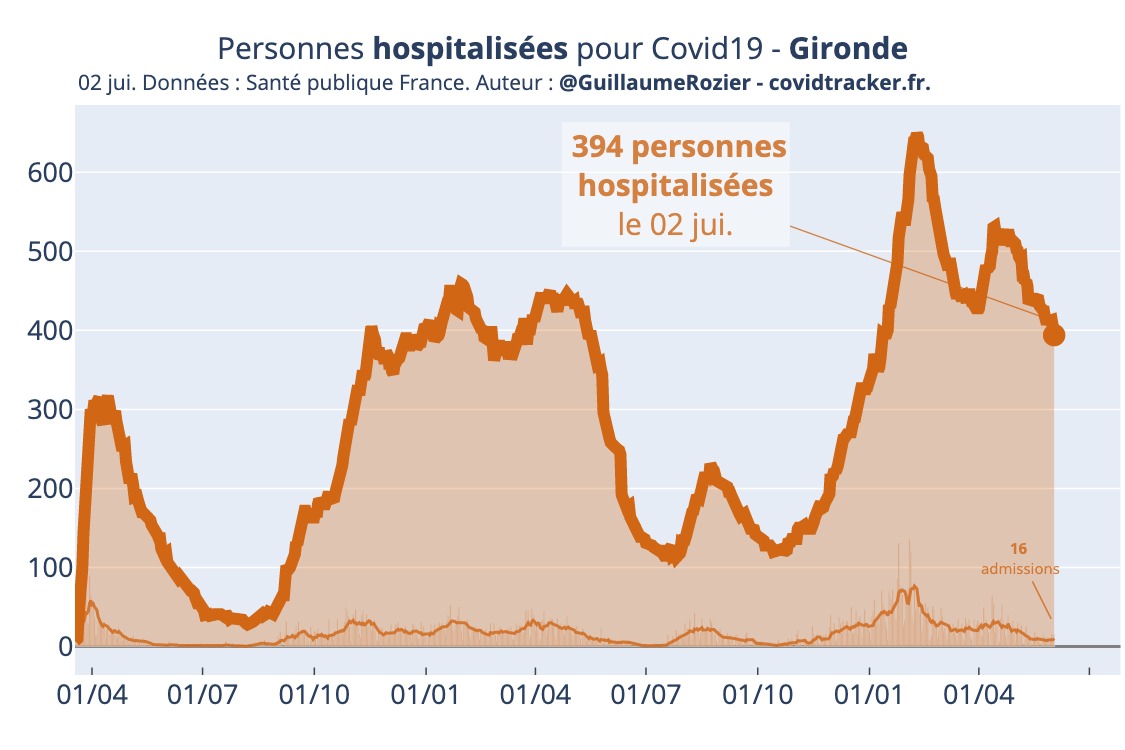 Personnes hospitalisées pour Covid19 - Gironde
02 jui. Données : Santé publique France. Auteur : @GuillaumeRozier - covidtracker.fr.
394 personnes
hospitalisées
le 02 jui.
600
500
400
300
200
100
0
16
admissions
01/04 01/07 01/10 01/01 01/04 01/07 01/10 01/01 01/04